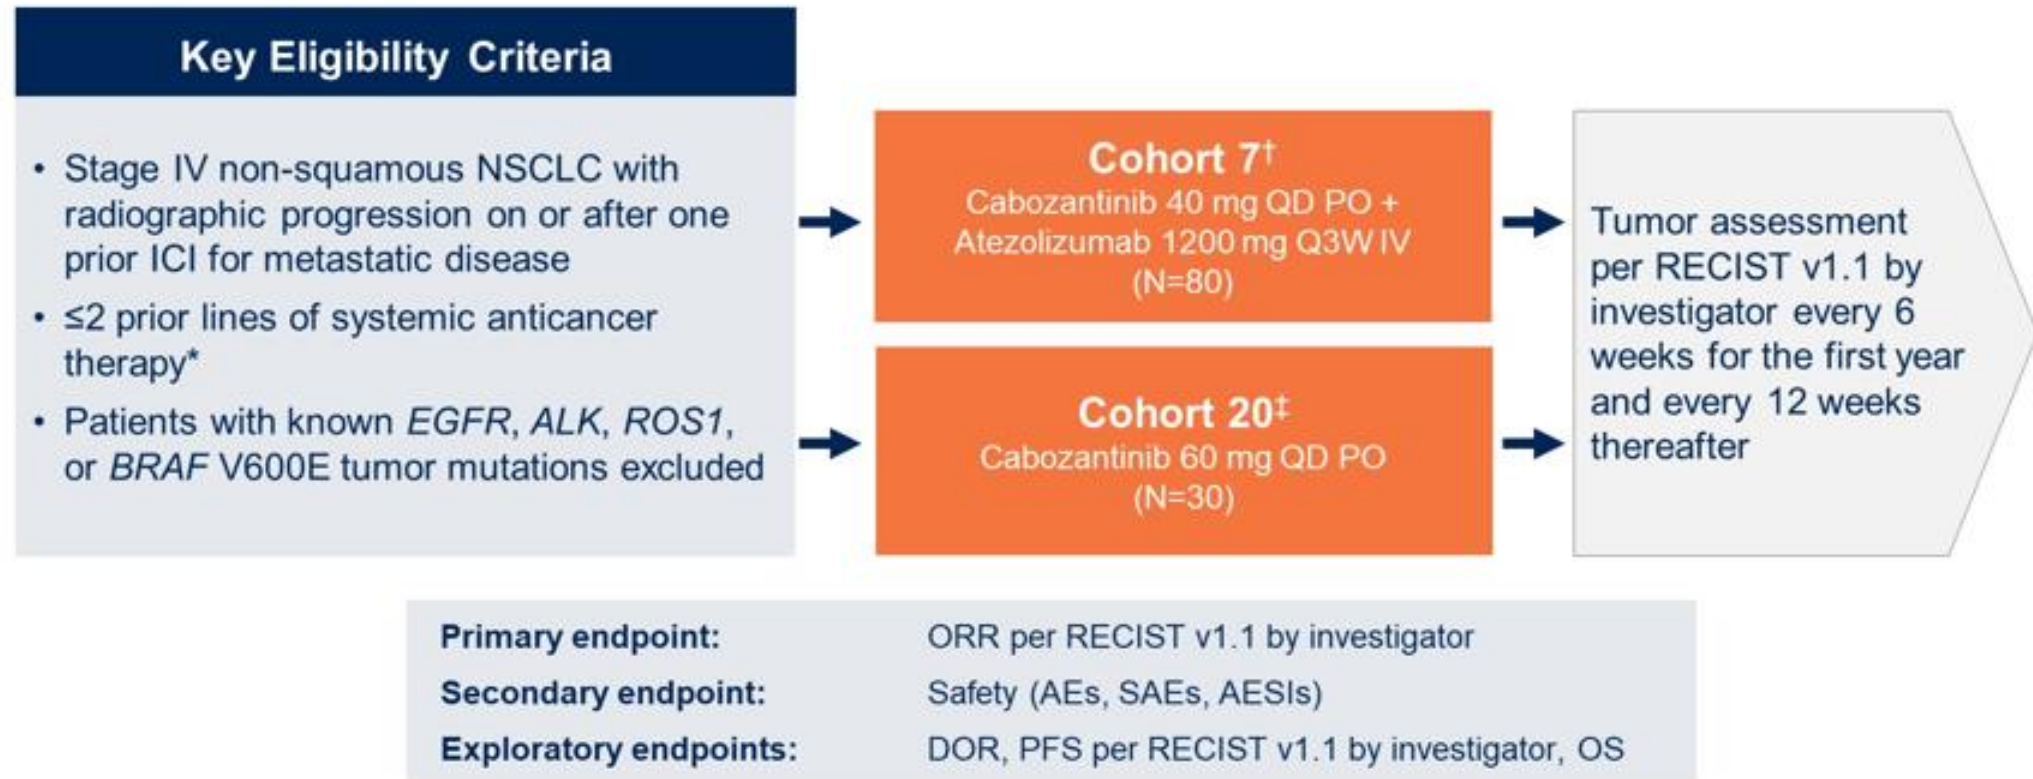 Key Eligibility Criteria
• Stage IV non-squamous NSCLC with
radiographic progression on or after one
prior ICI for metastatic disease
• ≤2 prior lines of systemic anticancer
therapy*
• Patients with known EGFR, ALK, ROS1,
or BRAF V600E tumor mutations excluded
Cohort 7†
Cabozantinib 40 mg QD PO +
Atezolizumab 1200 mg Q3W IV
(N=80)
Cohort 20‡
Cabozantinib 60 mg QD PO
(N=30)
Tumor assessment
per RECIST v1.1 by
investigator every 6
weeks for the first year
and every 12 weeks
thereafter
Primary endpoint: ORR per RECIST v1.1 by investigator
Secondary endpoint: Safety (AEs, SAEs, AESIs)
Exploratory endpoints: DOR, PFS per RECIST v1.1 by investigator, OS